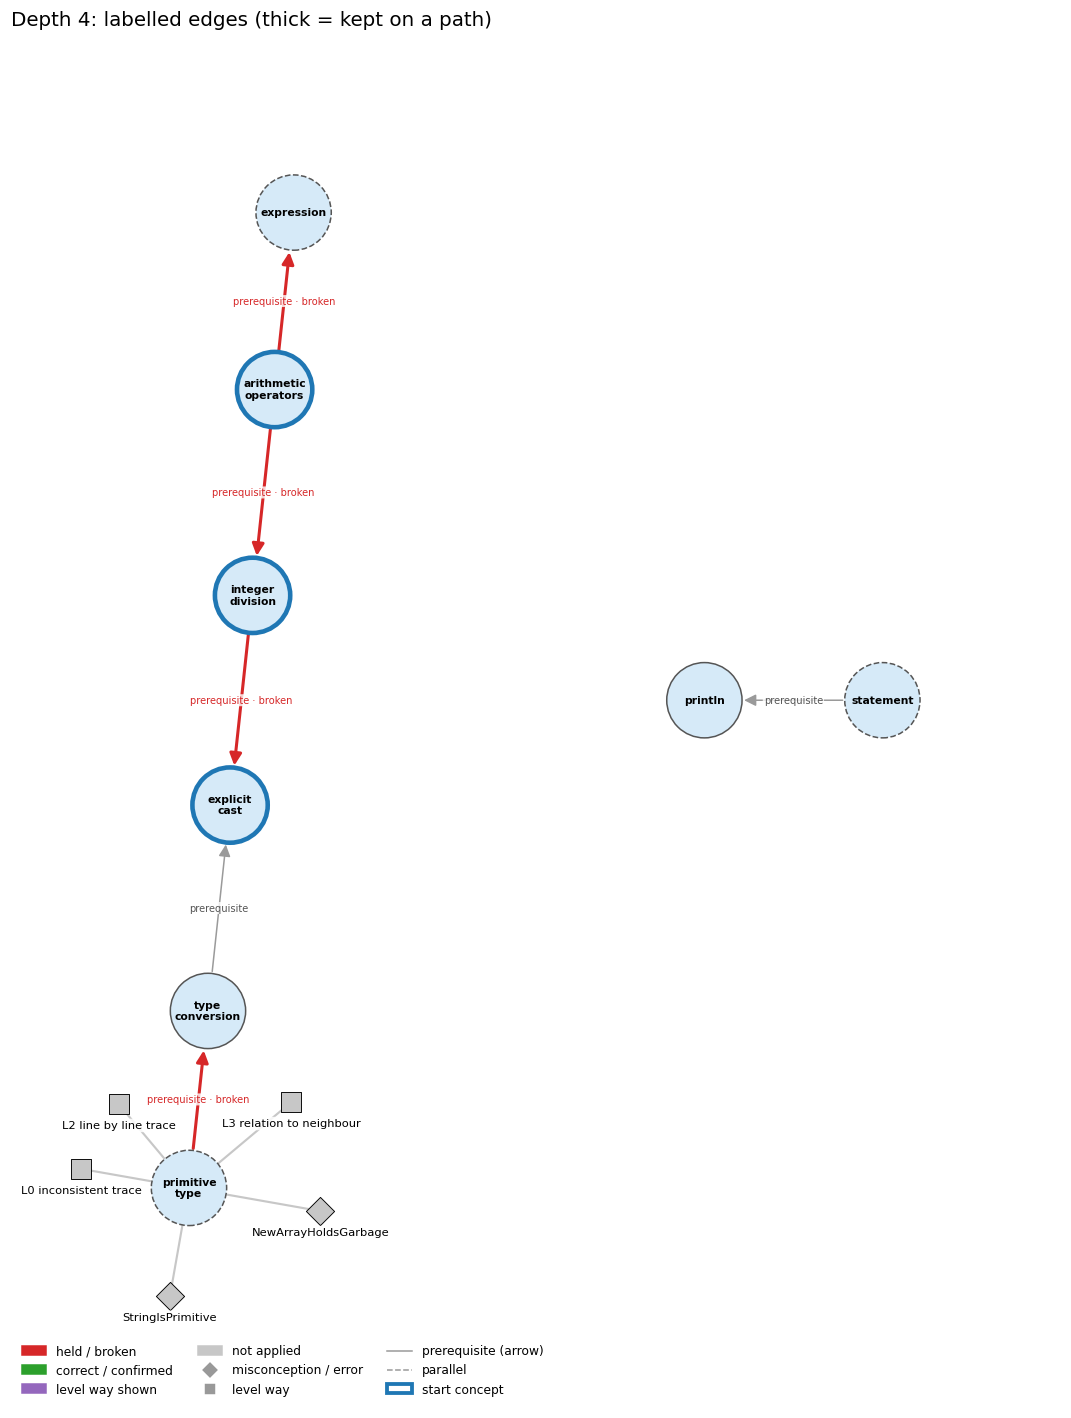 Depth 4: labelled edges (thick = kept on a path)
expression
prerequisite · broken
arithmetic
operators
prerequisite · broken
integer
division
prerequisite · broken
println
prerequisite
statement
explicit
cast
prerequisite
type
conversion
prerequisite · broken
L2 line by line trace
L3 relation to neighbour
L0 inconsistent trace
primitive
type
NewArrayHoldsGarbage
StringIsPrimitive
held / broken
correct / confirmed
level way shown
not applied
misconception / error
level way
prerequisite (arrow)
parallel
start concept